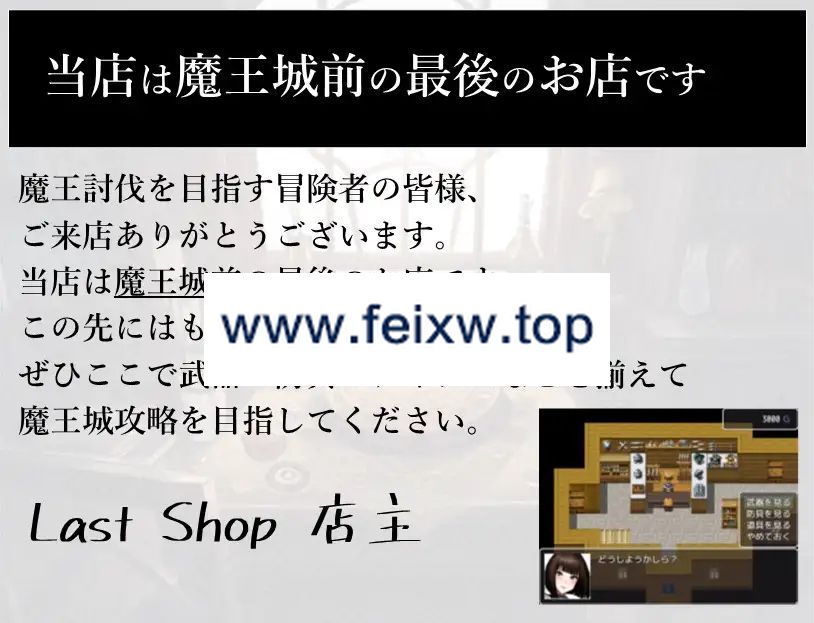 当店は魔王城前の最後のお店です
魔王討伐を目指す冒険者の皆様、
ご来店ありがとうございます。
当店は魔王城
この先にはも
www.feixw.top
ぜひここで武 揃えて
魔王城攻略を目指してください。
3000 G
武器を見る
防具を見る
道具を見る
やめておく
どうしようかしら?
Last Shop 店主